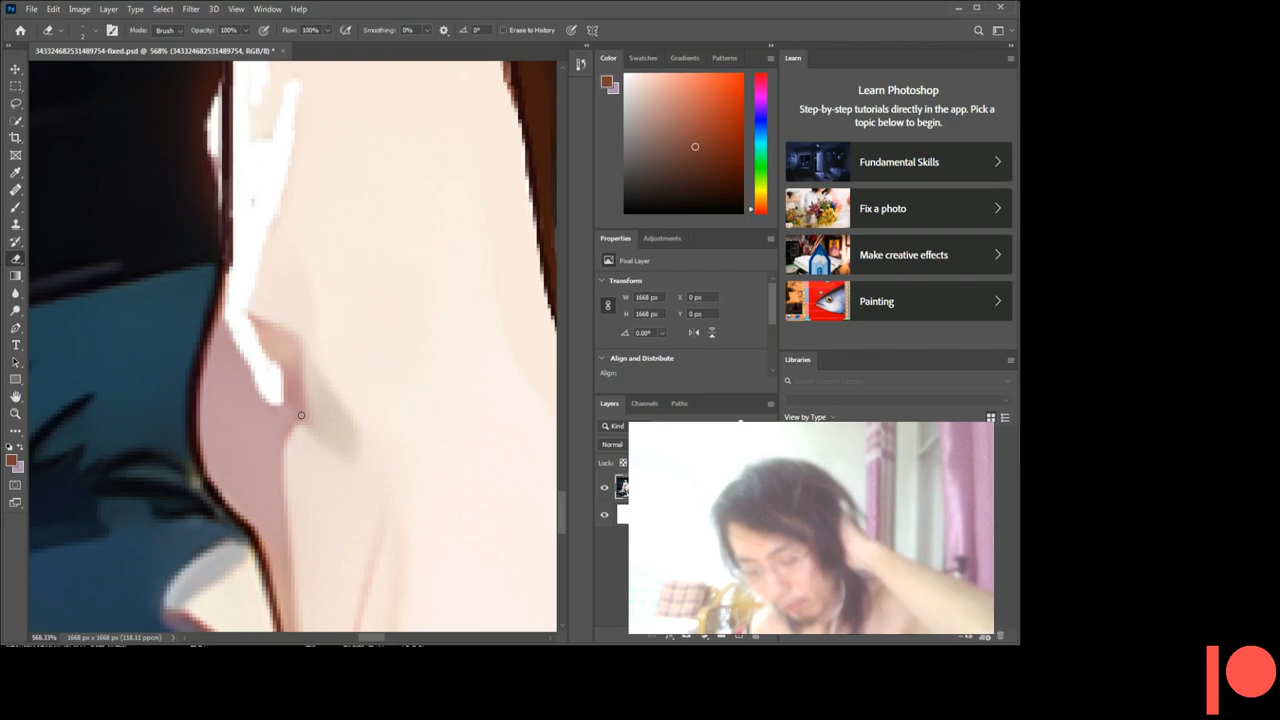 File Edit Image Layer Type Select Filter 3D View Window Help
2 Mode: Brush Opacity: 100% Flow: 100% Smoothing: 0% 0° Erase to History
343324682531489754-fixed.psd @ 568% (343324682531489754, RGB/8) * ×
Color Swatches Gradients Patterns
Learn
Learn Photoshop
Step-by-step tutorials directly in the app. Pick a
topic below to begin.
Fundamental Skills
Fix a photo
Make creative effects
Painting
Properties Adjustments
Pixel Layer
Transform
W 1668 px X 0 px
H 1668 px Y 0 px
0.00°
Align and Distribute
Align:
Libraries
Search Current Library
View by Type
Layers Channels Paths
Kind
Normal
Lock:
568.33% 1668 px x 1668 px (118.11 ppcm)